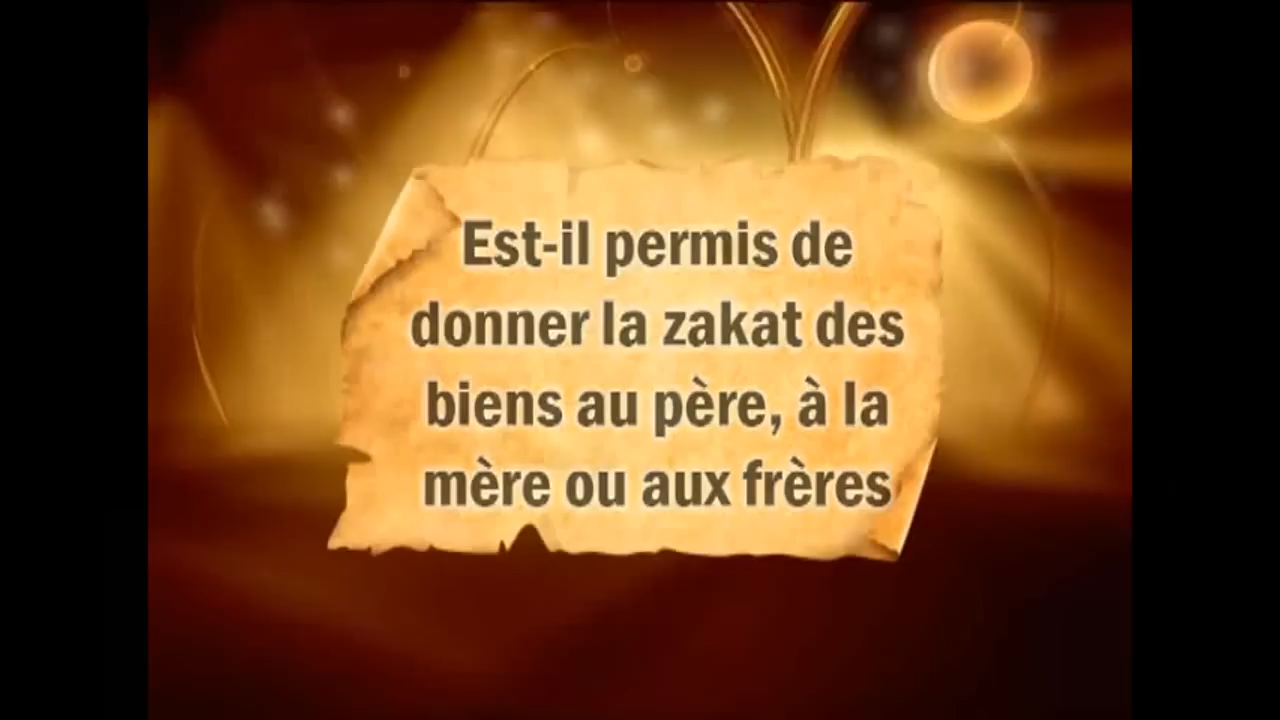 Est-il permis de
donner la zakat des
biens au père, à la
mère ou aux frères